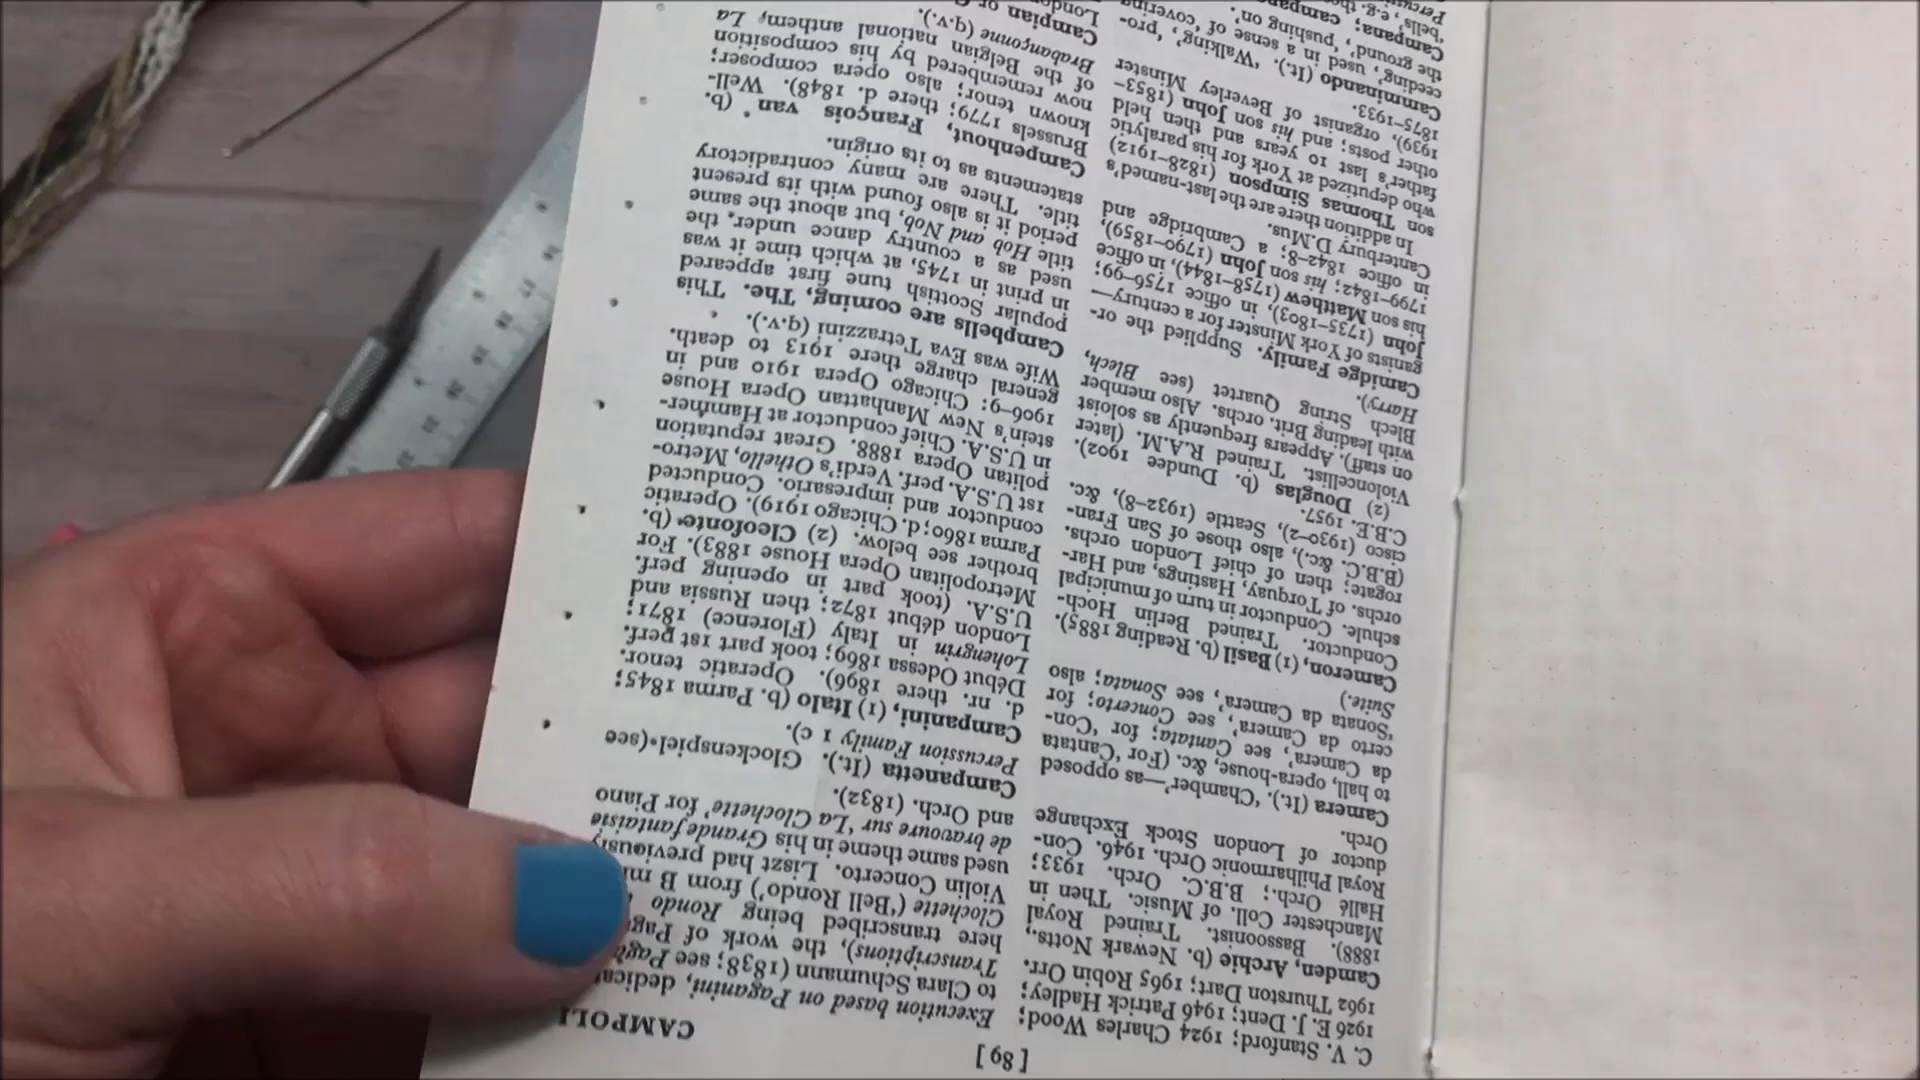 [89] CAMPOLI
C. V. Stanford; 1924 Charles Wood;
1926 E. J. Dent; 1946 Patrick Hadley;
1962 Thurston Dart; 1965 Robin Orr.
Camden, Archie (b. Newark Notts.,
1888). Bassoonist. Trained Royal
Manchester Coll. of Music. Then in
Hallé Orch.; B.B.C. Orch. 1933;
Royal Philharmonic Orch. 1946. Con-
ductor of London Stock Exchange
Orch.
Camera (It.). ‘Chamber’—as opposed
to hall, opera-house, &c. (For ‘Cantata
da Camera’, see Cantata; for ‘Con-
certo da Camera’, see Concerto; for
‘Sonata da Camera’, see Sonata; also
Suite.)
Cameron, (1) Basil (b. Reading 1885).
Conductor. Trained Berlin Hoch-
schule. Conductor in turn of municipal
orchs. of Torquay, Hastings, and Har-
rogate; then of chief London orchs.
(B.B.C. &c.), also those of San Fran-
cisco (1930–2), Seattle (1932–8), &c.
C.B.E. 1957.
(2) Douglas (b. Dundee 1902).
Violoncellist. Trained R.A.M. (later
on staff). Appears frequently as soloist
with leading Brit. orchs. Also member
Blech String Quartet (see Blech,
Harry).
Camidge Family. Supplied the or-
ganists of York Minster for a century—
John (1735–1803), in office 1756–99;
his son Matthew (1758–1844), in office
1799–1842; his son John (1790–1859),
in office 1842–8; a Cambridge and
Canterbury D.Mus.
In addition there are the last-named’s
son Thomas Simpson (1828–1912)
who deputized at York for his paralytic
father’s last 10 years and then held
other posts; and his son John (1853–
1939), organist of Beverley Minster
1875–1933.
Camminando (It.). ‘Walking’, ‘pro-
ceeding’, used in a sense of ‘covering
the ground’, ‘pushing on’.
Campana; campan
‘bells’, e.g. the
Percus
Execution based on Paganini, dedica
to Clara Schumann (1838; see Pag
Transcriptions), the work of Pag
here transcribed being Rondo
Clochette (‘Bell Rondo’) from B mi
Violin Concerto. Liszt had previously
used same theme in his Grande fantaisie
de bravoure sur ‘La Clochette’ for Piano
and Orch. (1832).
Campanetta (It.). Glockenspiel (see
Percussion Family 1 c).
Campanini, (1) Italo (b. Parma 1845;
d. nr. there 1896). Operatic tenor.
Début Odessa 1869; took part 1st perf.
Lohengrin in Italy (Florence) 1871;
London début 1872; then Russia and
U.S.A. (took part in opening perf.
Metropolitan Opera House 1883). For
brother see below. (2) Cleofonte (b.
Parma 1860; d. Chicago 1919). Operatic
conductor and impresario. Conducted
1st U.S.A. perf. Verdi’s Othello, Metro-
politan Opera 1888. Great reputation
in U.S.A. Chief conductor at Hammer-
stein’s New Manhattan Opera House
1906–9; Chicago Opera 1910 and in
general charge there 1913 to death.
Wife was Eva Tetrazzini (q.v.).
Campbells are coming, The. This
popular Scottish tune first appeared
in print in 1745, at which time it was
used as a country dance under the
title Hob and Nob, but about the same
period it is also found with its present
title. There are many contradictory
statements as to its origin.
Campenhout, François van (b.
Brussels 1779; there d. 1848). Well-
known tenor; also opera composer;
now remembered by his composition
of the Belgian national anthem, La
Brabançonne (q.v.).
Campian or
London